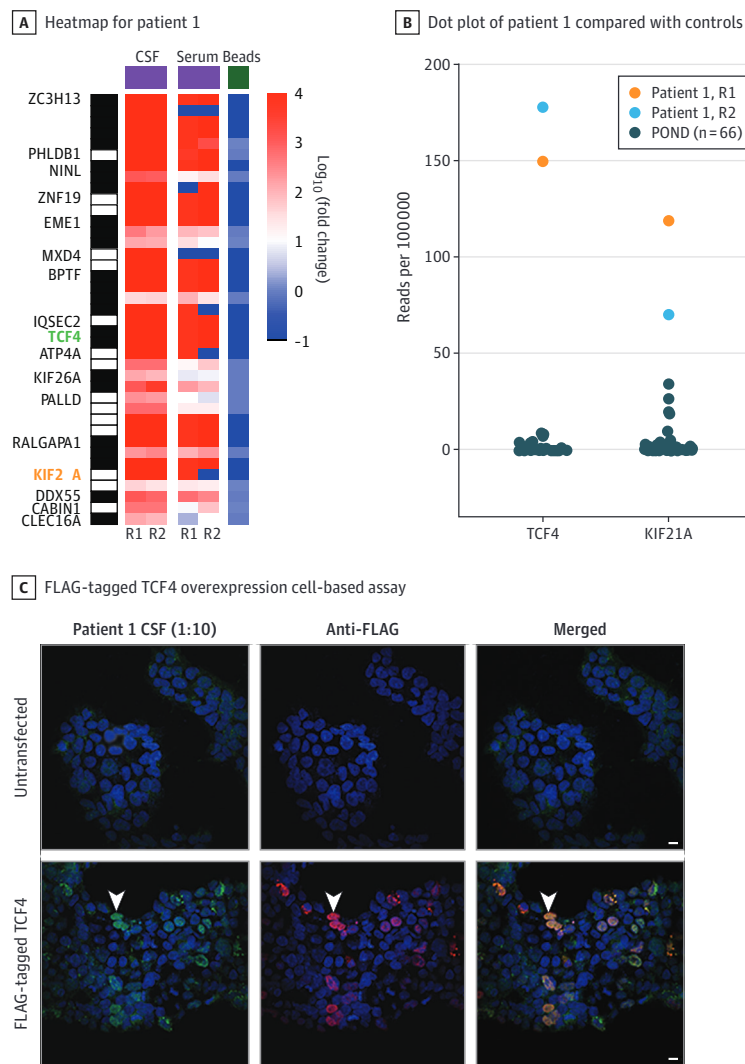 A Heatmap for patient 1
CSF Serum Beads
ZC3H13
PHLDB1
NINL
ZNF19
EME1
MXD4
BPTF
IQSEC2
TCF4
ATP4A
KIF26A
PALLD
RALGAPA1
KIF2 A
DDX55
CABIN1
CLEC16A
R1 R2 R1 R2
4
3
2
1
0
-1
Log10 (fold change)
B Dot plot of patient 1 compared with controls
200
150
100
50
0
Reads per 100 000
Patient 1, R1
Patient 1, R2
POND (n=66)
TCF4 KIF21A
C FLAG-tagged TCF4 overexpression cell-based assay
Patient 1 CSF (1:10) Anti-FLAG Merged
Untransfected
FLAG-tagged TCF4